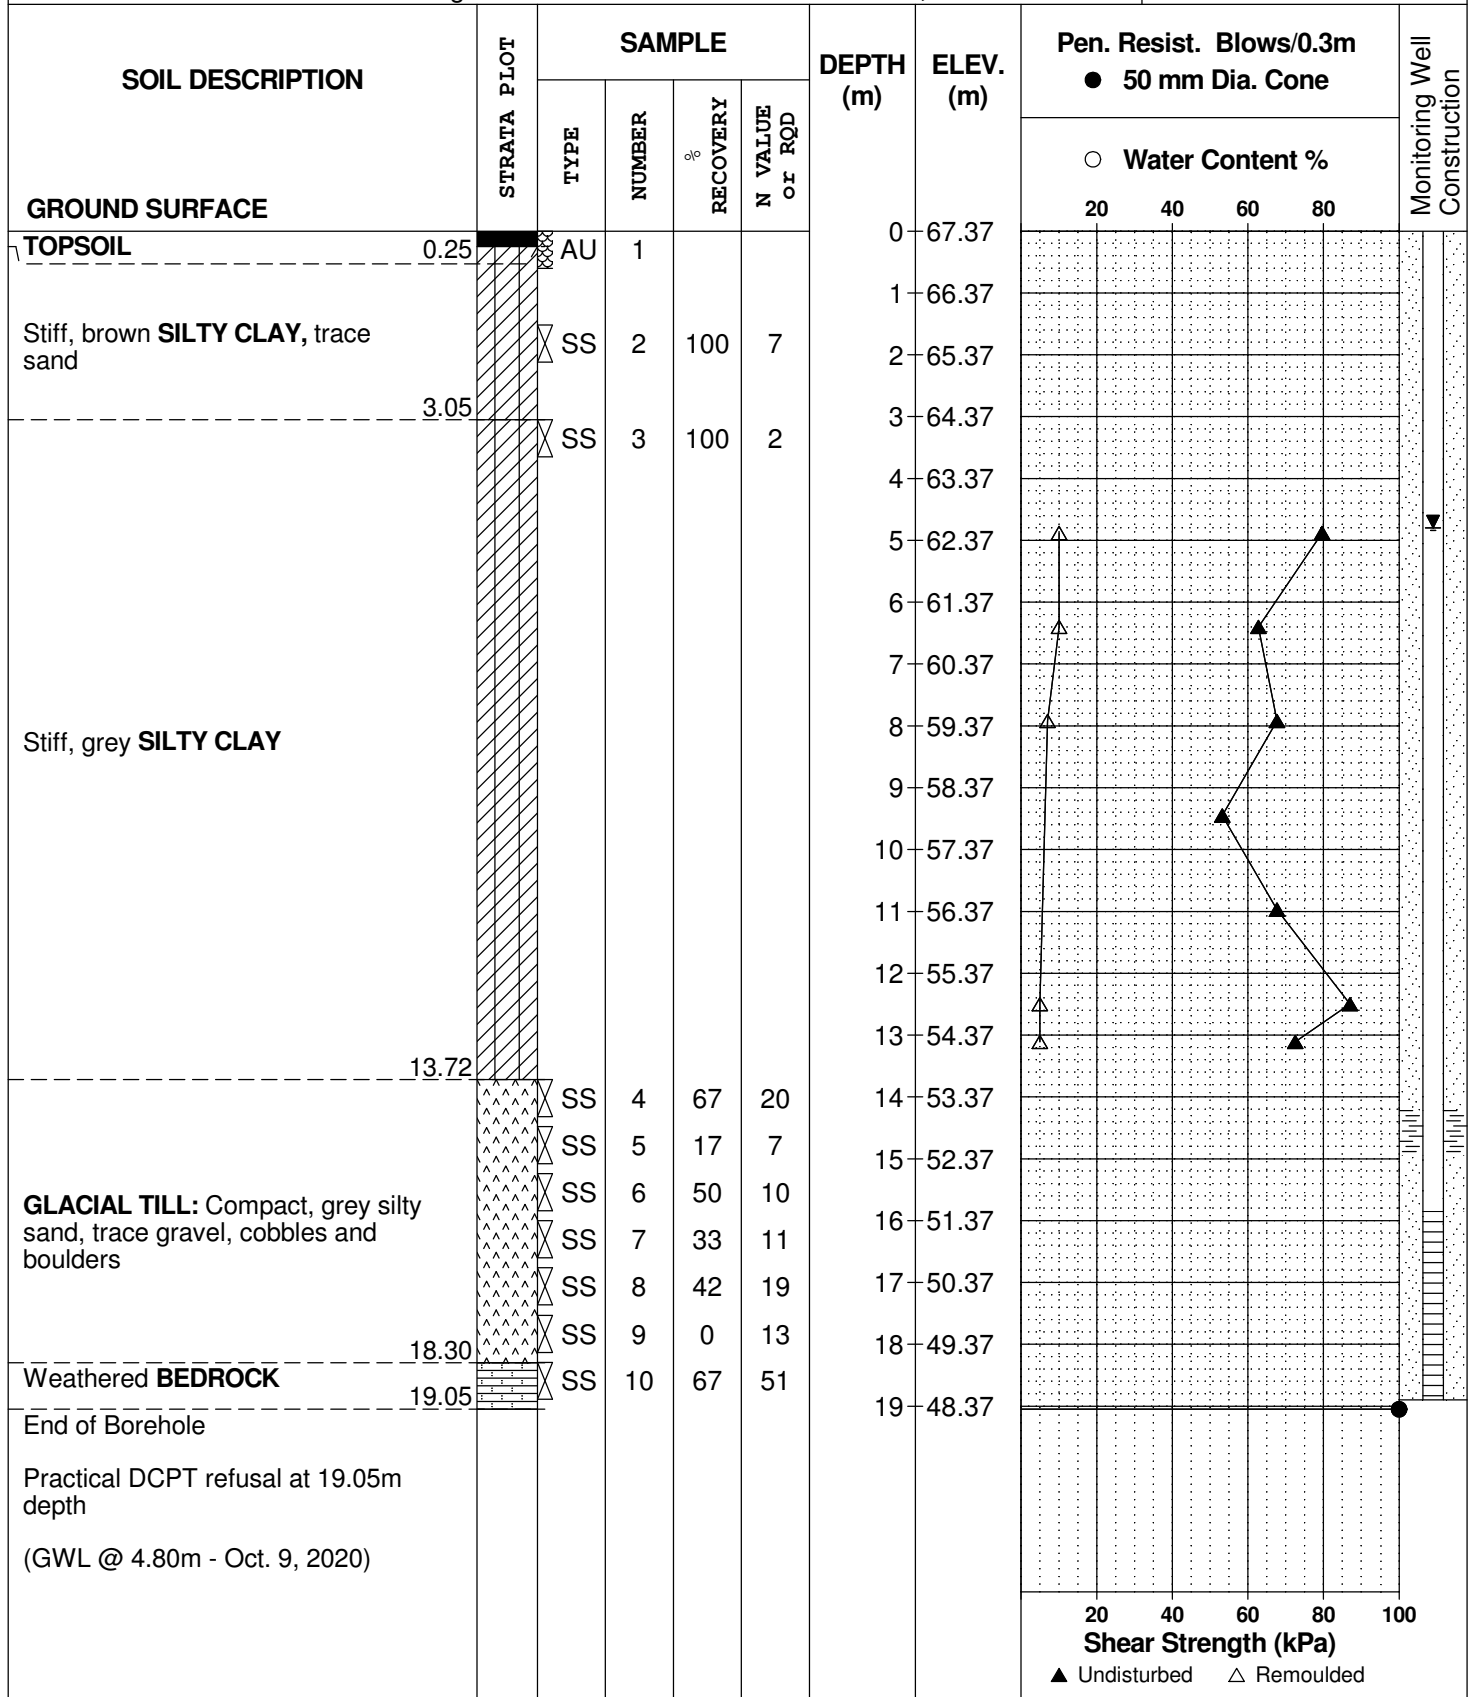 SOIL DESCRIPTION
GROUND SURFACE
STRATA PLOT
SAMPLE
TYPE
NUMBER
%
RECOVERY
N VALUE
or RQD
DEPTH
(m)
ELEV.
(m)
Pen. Resist. Blows/0.3m
● 50 mm Dia. Cone
○ Water Content %
20 40 60 80
Monitoring Well
Construction
TOPSOIL 0.25
Stiff, brown SILTY CLAY, trace
sand
3.05
Stiff, grey SILTY CLAY
13.72
GLACIAL TILL: Compact, grey silty
sand, trace gravel, cobbles and
boulders
18.30
Weathered BEDROCK
19.05
End of Borehole
Practical DCPT refusal at 19.05m
depth
(GWL @ 4.80m - Oct. 9, 2020)
AU 1
SS 2 100 7
SS 3 100 2
SS 4 67 20
SS 5 17 7
SS 6 50 10
SS 7 33 11
SS 8 42 19
SS 9 0 13
SS 10 67 51
0 67.37
1 66.37
2 65.37
3 64.37
4 63.37
5 62.37
6 61.37
7 60.37
8 59.37
9 58.37
10 57.37
11 56.37
12 55.37
13 54.37
14 53.37
15 52.37
16 51.37
17 50.37
18 49.37
19 48.37
20 40 60 80 100
Shear Strength (kPa)
▲ Undisturbed △ Remoulded